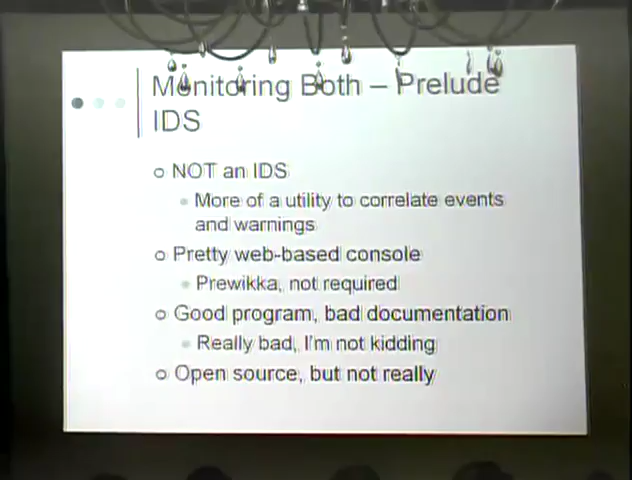 Monitoring Both – Prelude
IDS
NOT an IDS
More of a utility to correlate events
and warnings
Pretty web-based console
Prewikka, not required
Good program, bad documentation
Really bad, I'm not kidding
Open source, but not really